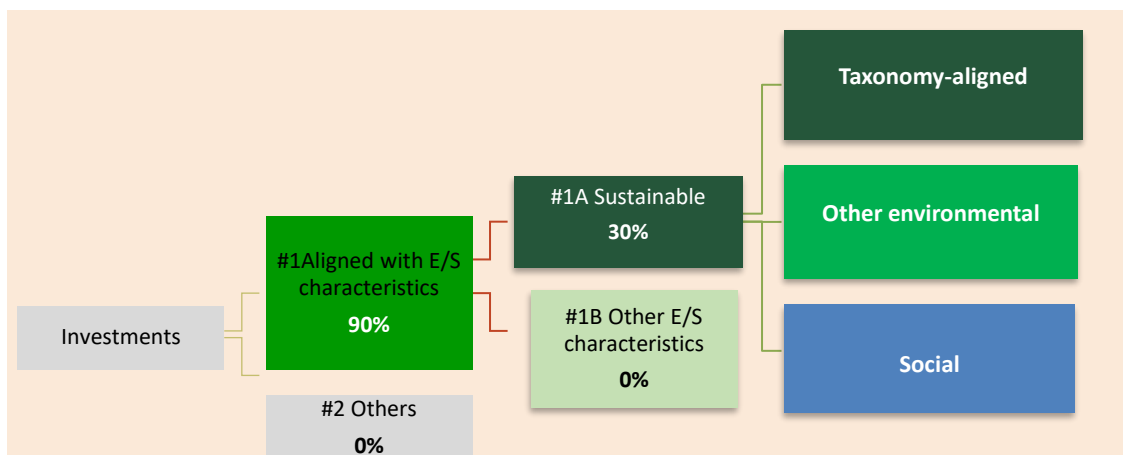 Investments
#1Aligned with E/S
characteristics
90%
#2 Others
0%
#1A Sustainable
30%
#1B Other E/S
characteristics
0%
Taxonomy-aligned
Other environmental
Social